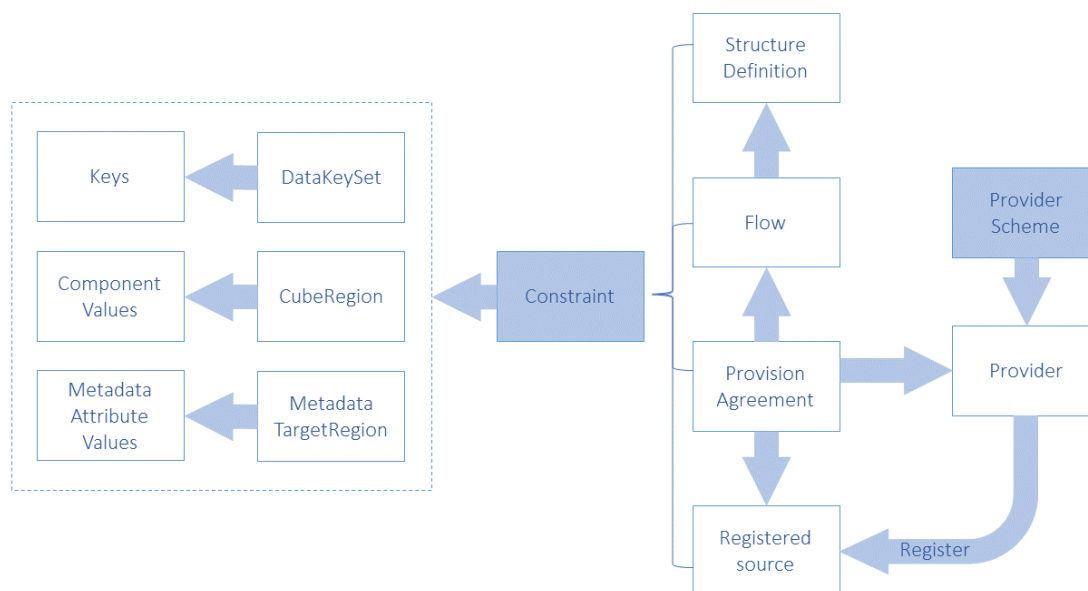 Structure
Definition
Keys
DataKeySet
Flow
Provider
Scheme
Component
Values
CubeRegion
Constraint
Metadata
Attribute
Values
Metadata
TargetRegion
Provision
Agreement
Provider
Registered
source
Register